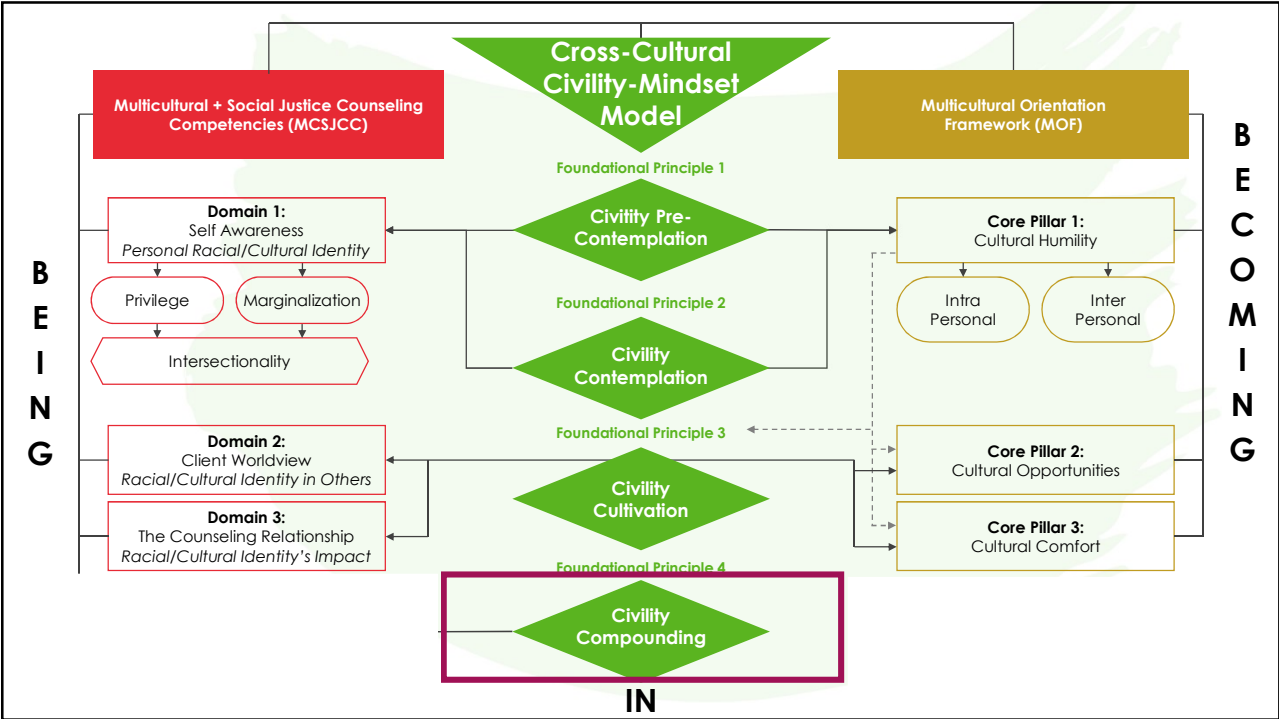 Cross-Cultural
Civility-Mindset
Model
Multicultural + Social Justice Counseling
Competencies (MCSJCC)
Multicultural Orientation
Framework (MOF)
BEING
BECOMING
Foundational Principle 1
Civitity Pre-
Contemplation
Domain 1:
Self Awareness
Personal Racial/Cultural Identity
Privilege
Marginalization
Intersectionality
Core Pillar 1:
Cultural Humility
Intra
Personal
Inter
Personal
Foundational Principle 2
Civility
Contemplation
Foundational Principle 3
Civility
Cultivation
Domain 2:
Client Worldview
Racial/Cultural Identity in Others
Domain 3:
The Counseling Relationship
Racial/Cultural Identity's Impact
Core Pillar 2:
Cultural Opportunities
Core Pillar 3:
Cultural Comfort
Foundational Principle 4
Civility
Compounding
IN